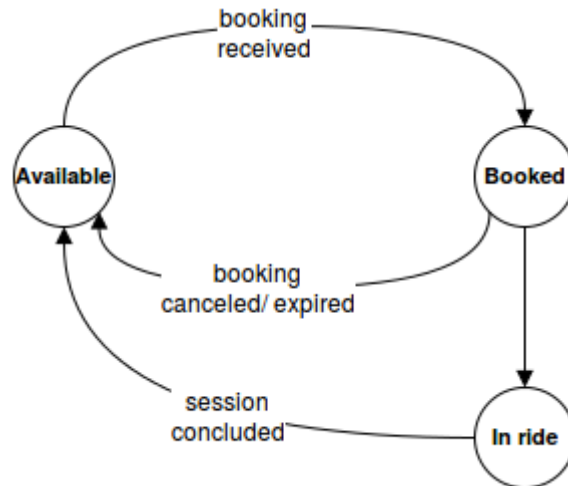 booking
received
Available
Booked
booking
canceled/ expired
session
concluded
In ride